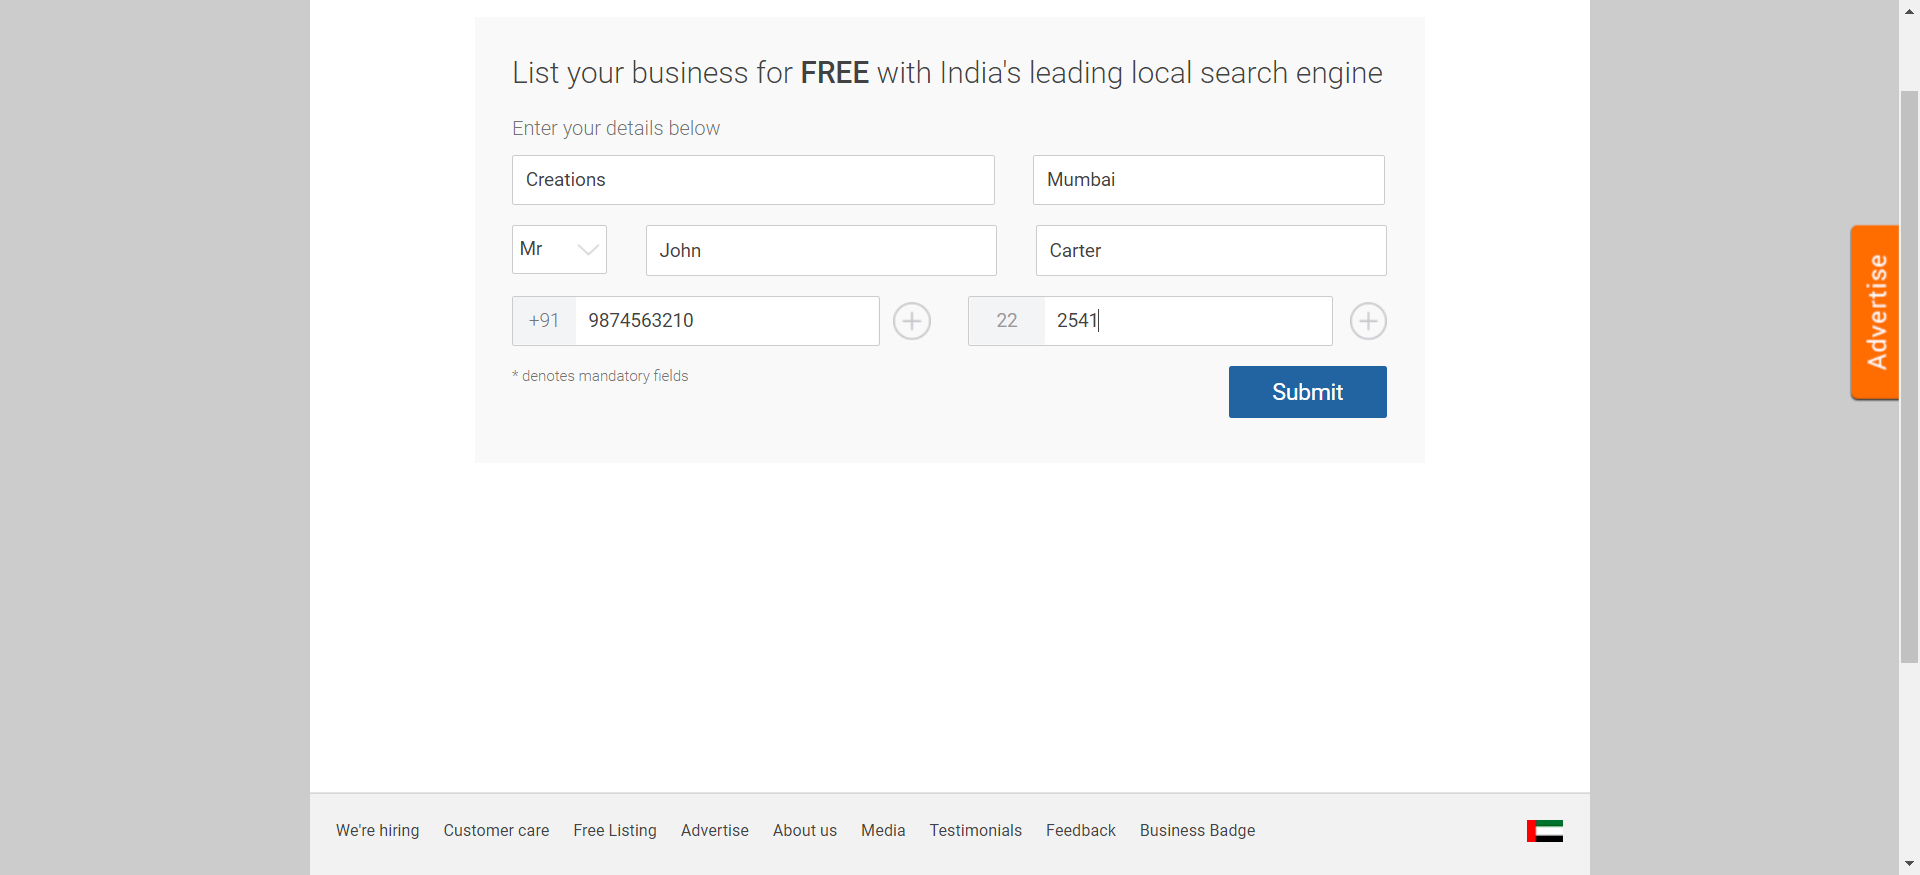 List your business for FREE with India's leading local search engine
Enter your details below
Creations Mumbai
Mr John Carter
+91 9874563210 22 2541
* denotes mandatory fields
Submit
Advertise
We're hiring Customer care Free Listing Advertise About us Media Testimonials Feedback Business Badge